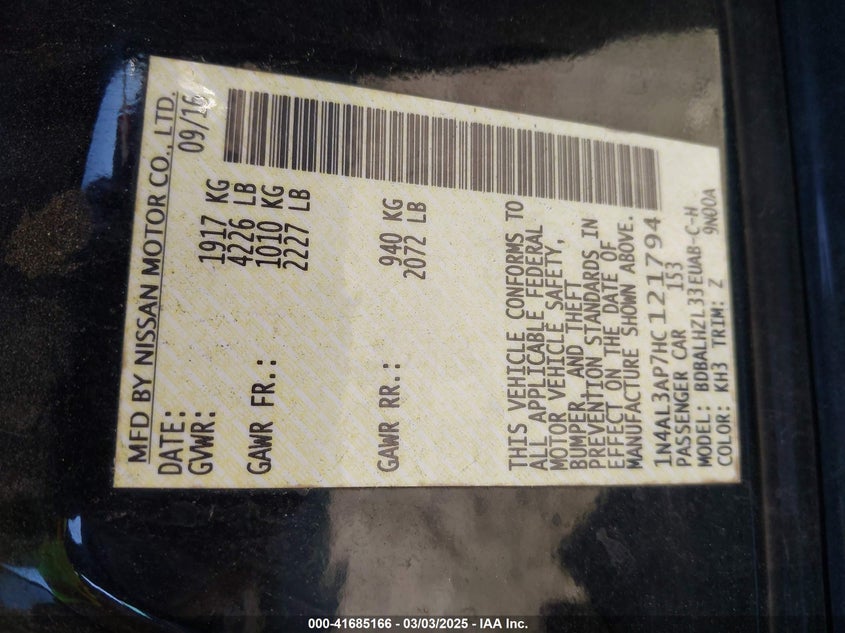 MFD BY NISSAN MOTOR CO., LTD.
DATE: 09/16
GVWR: 1917 KG
4226 LB
GAWR FR.: 1010 KG
2227 LB
GAWR RR.: 940 KG
2072 LB
THIS VEHICLE CONFORMS TO
ALL APPLICABLE FEDERAL
MOTOR VEHICLE SAFETY,
BUMPER, AND THEFT
PREVENTION STANDARDS IN
EFFECT ON THE DATE OF
MANUFACTURE SHOWN ABOVE.
1N4AL3AP7HC121794
PASSENGER CAR 153
MODEL: BDBALHZL33EUAB-C-H
COLOR: KH3 TRIM: Z 9N00A
000-41685166 - 03/03/2025 - IAA Inc.